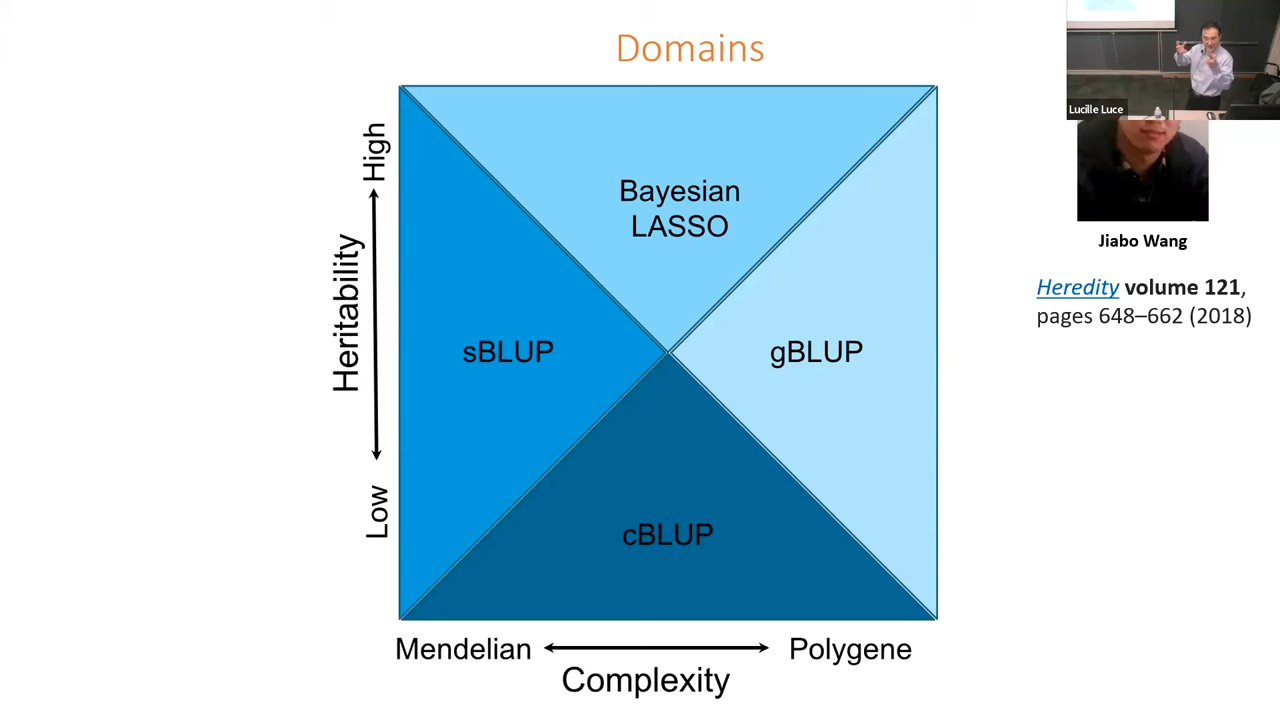 Domains
Lucille Luce
Jiabo Wang
Heredity volume 121,
pages 648–662 (2018)
High
Heritability
Low
Bayesian
LASSO
sBLUP
gBLUP
cBLUP
Mendelian
Polygene
Complexity